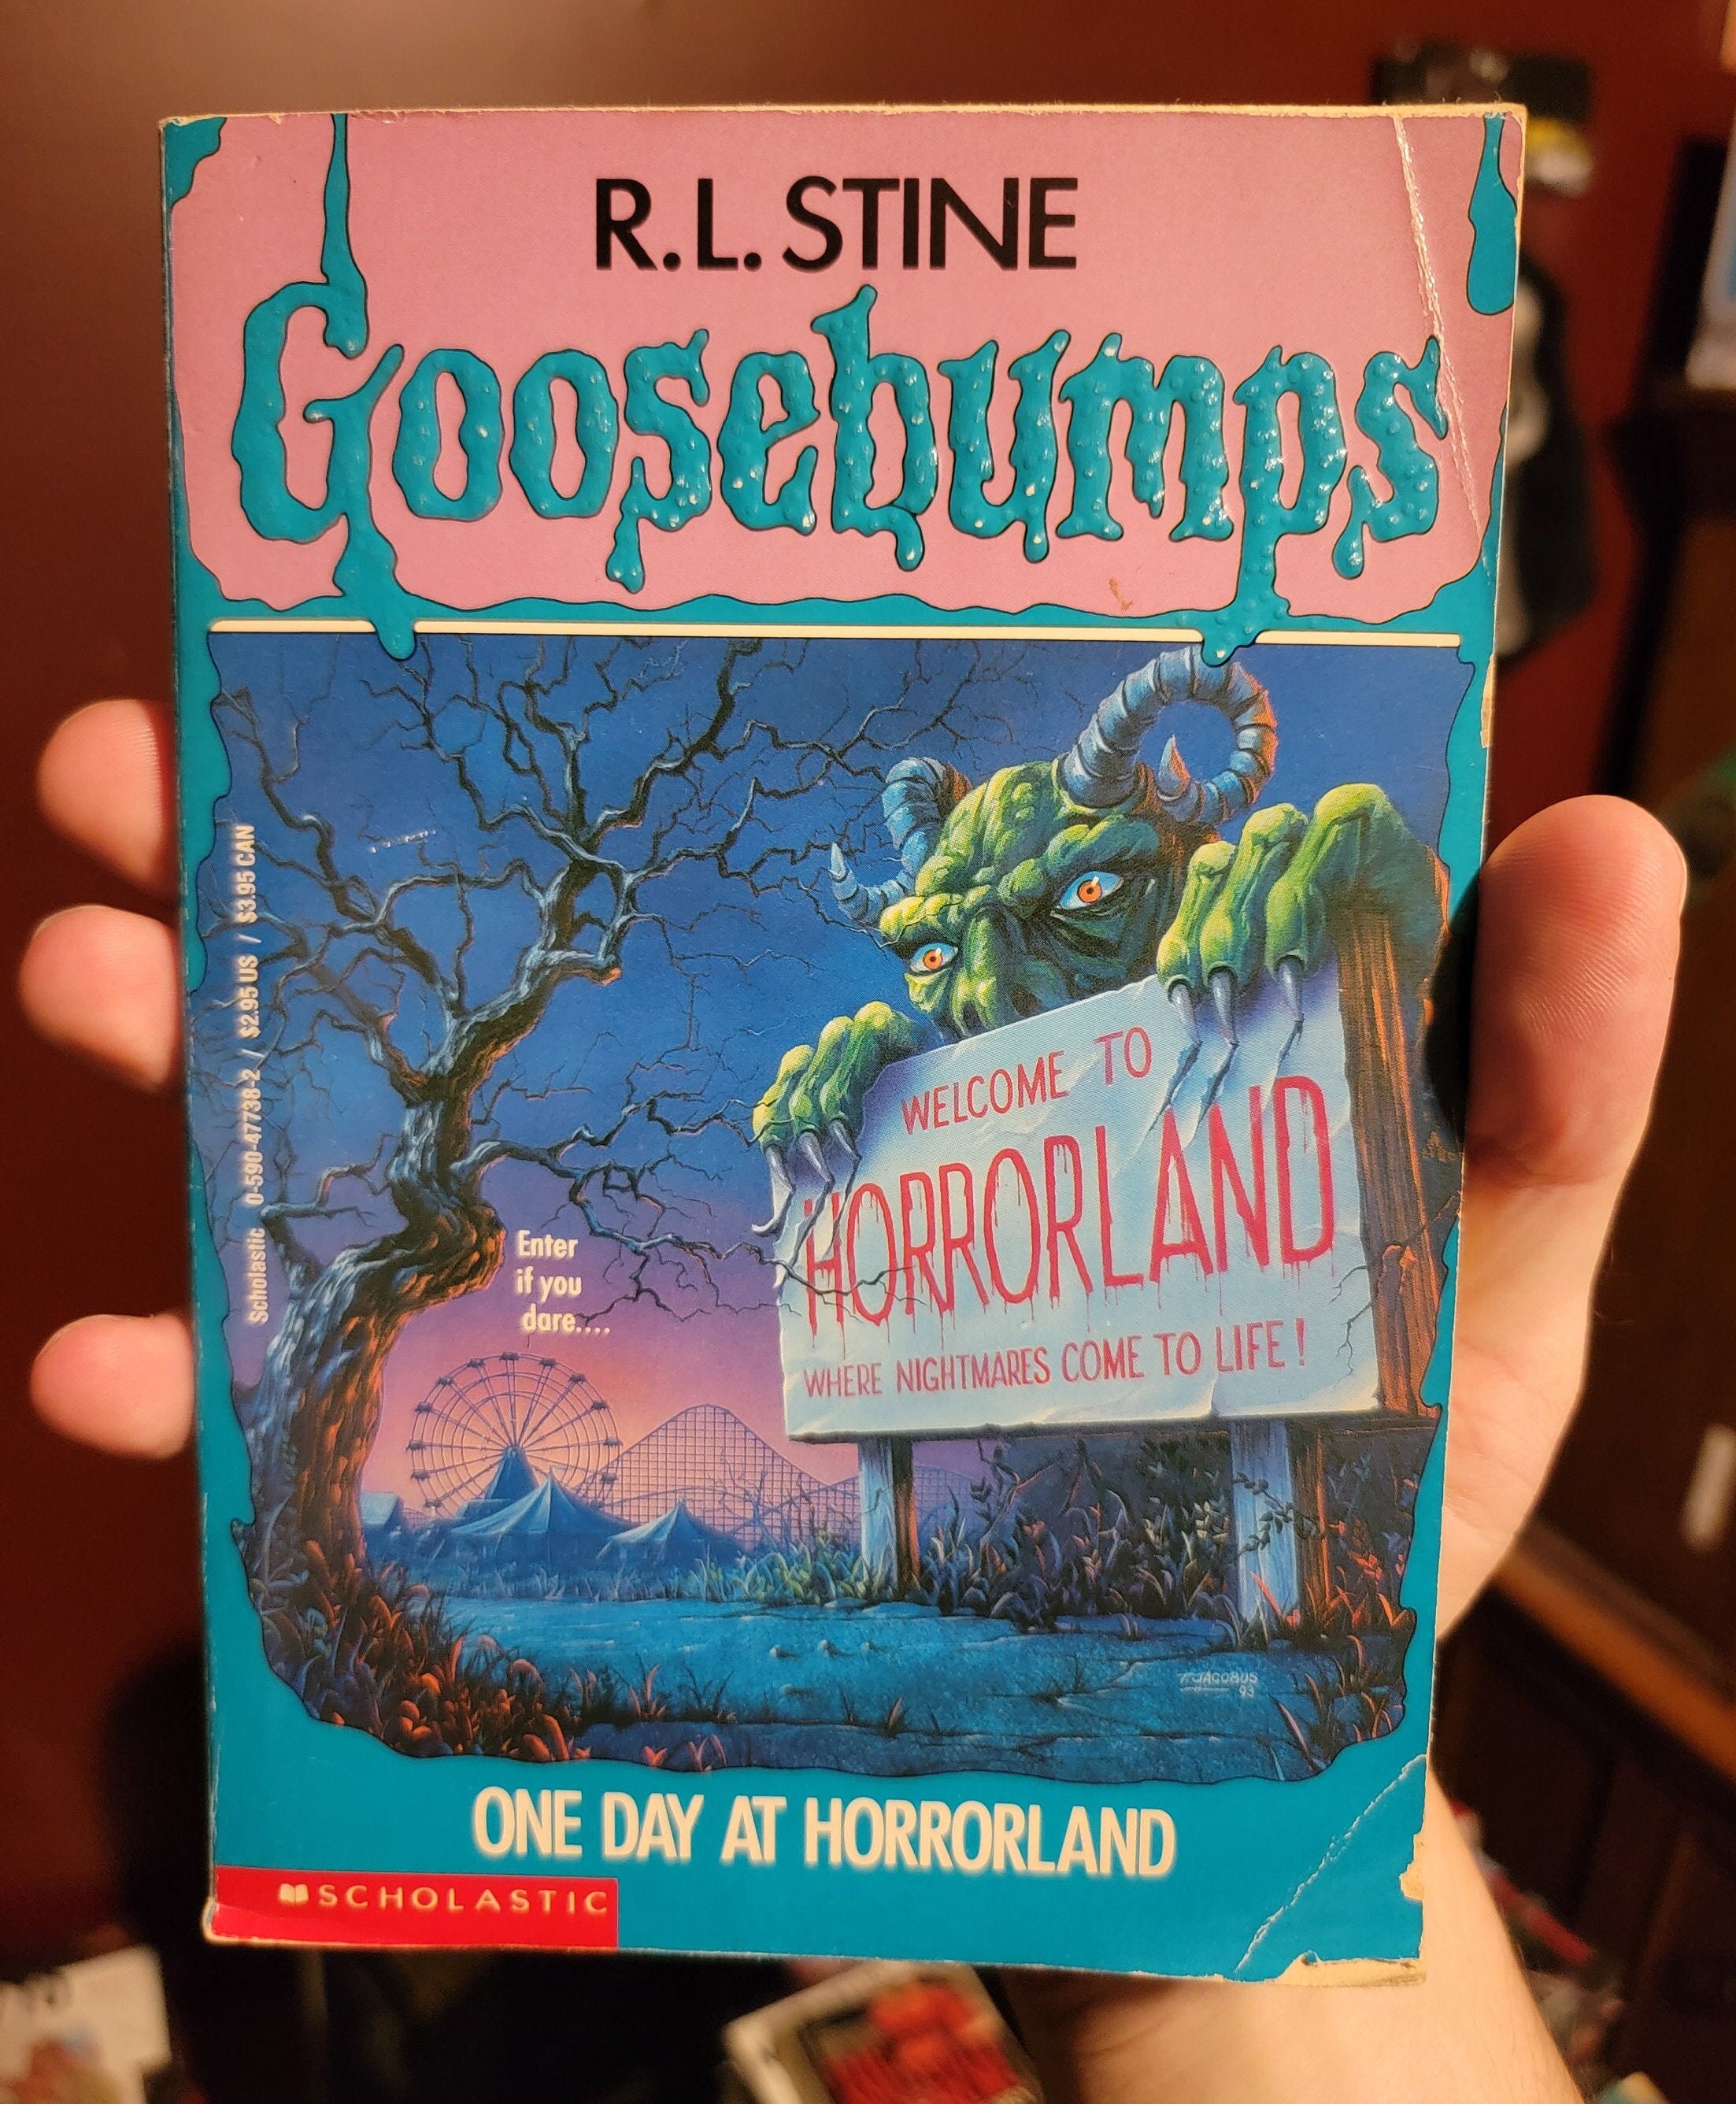 R.L. STINE
Goosebumps
Scholastic 0-590-47738-2 / $2.95 US / $3.95 CAN
WELCOME TO
HORRORLAND
WHERE NIGHTMARES COME TO LIFE!
Enter
if you
dare....
T. JACOBUS
93
ONE DAY AT HORRORLAND
SCHOLASTIC